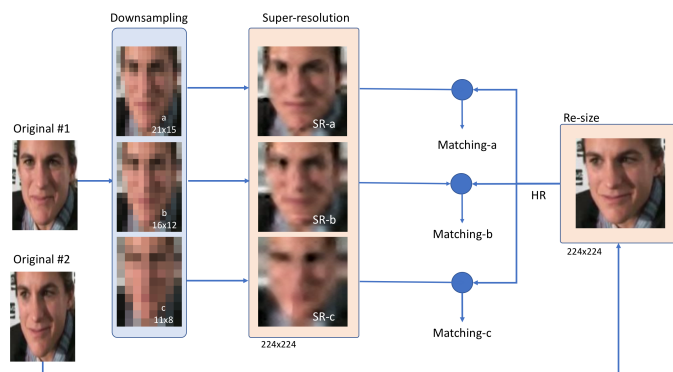 Downsampling
Super-resolution
a
21x15
SR-a
Matching-a
Original #1
b
16x12
SR-b
Matching-b
Re-size
HR
224x224
Original #2
c
11x8
SR-c
Matching-c
224x224